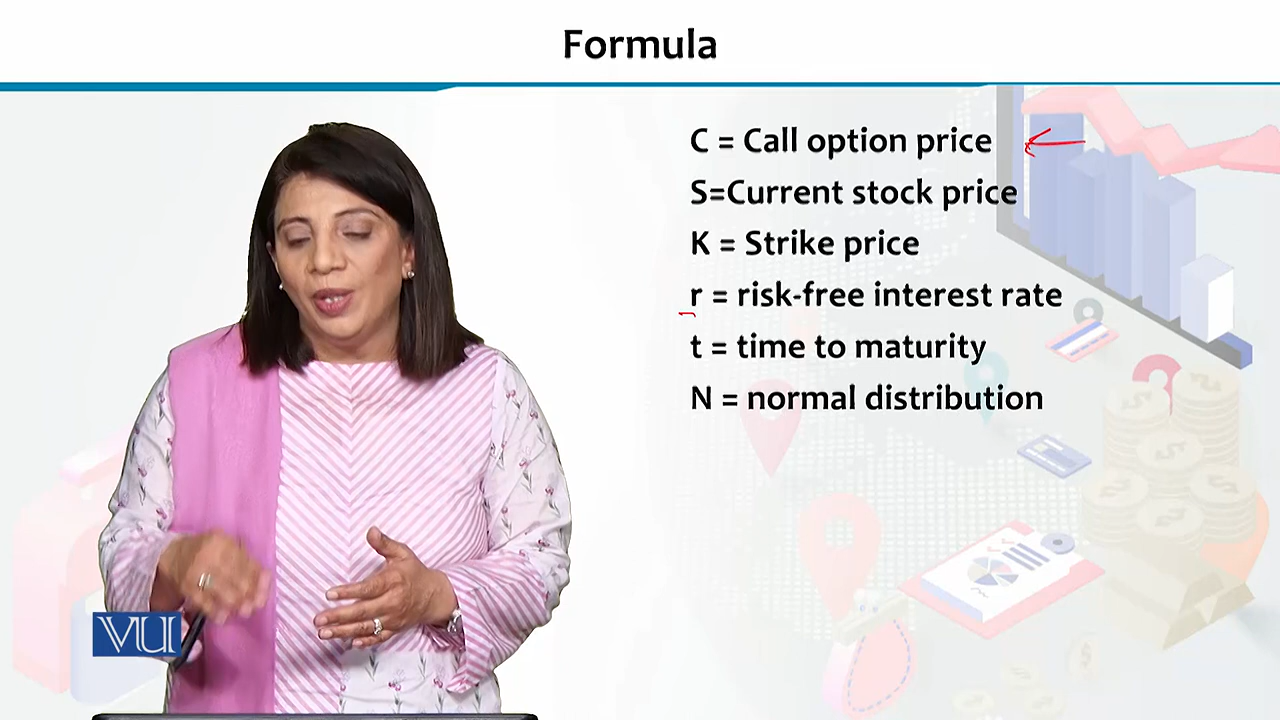 Formula
C = Call option price
S=Current stock price
K = Strike price
r = risk-free interest rate
t = time to maturity
N = normal distribution
VU